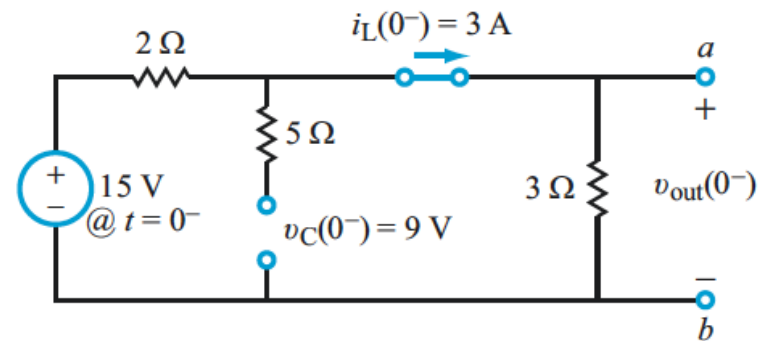 i_L(0⁻) = 3 A
2 Ω
a
+
5 Ω
+
−
15 V
@ t = 0⁻
3 Ω
v_out(0⁻)
v_C(0⁻) = 9 V
−
b